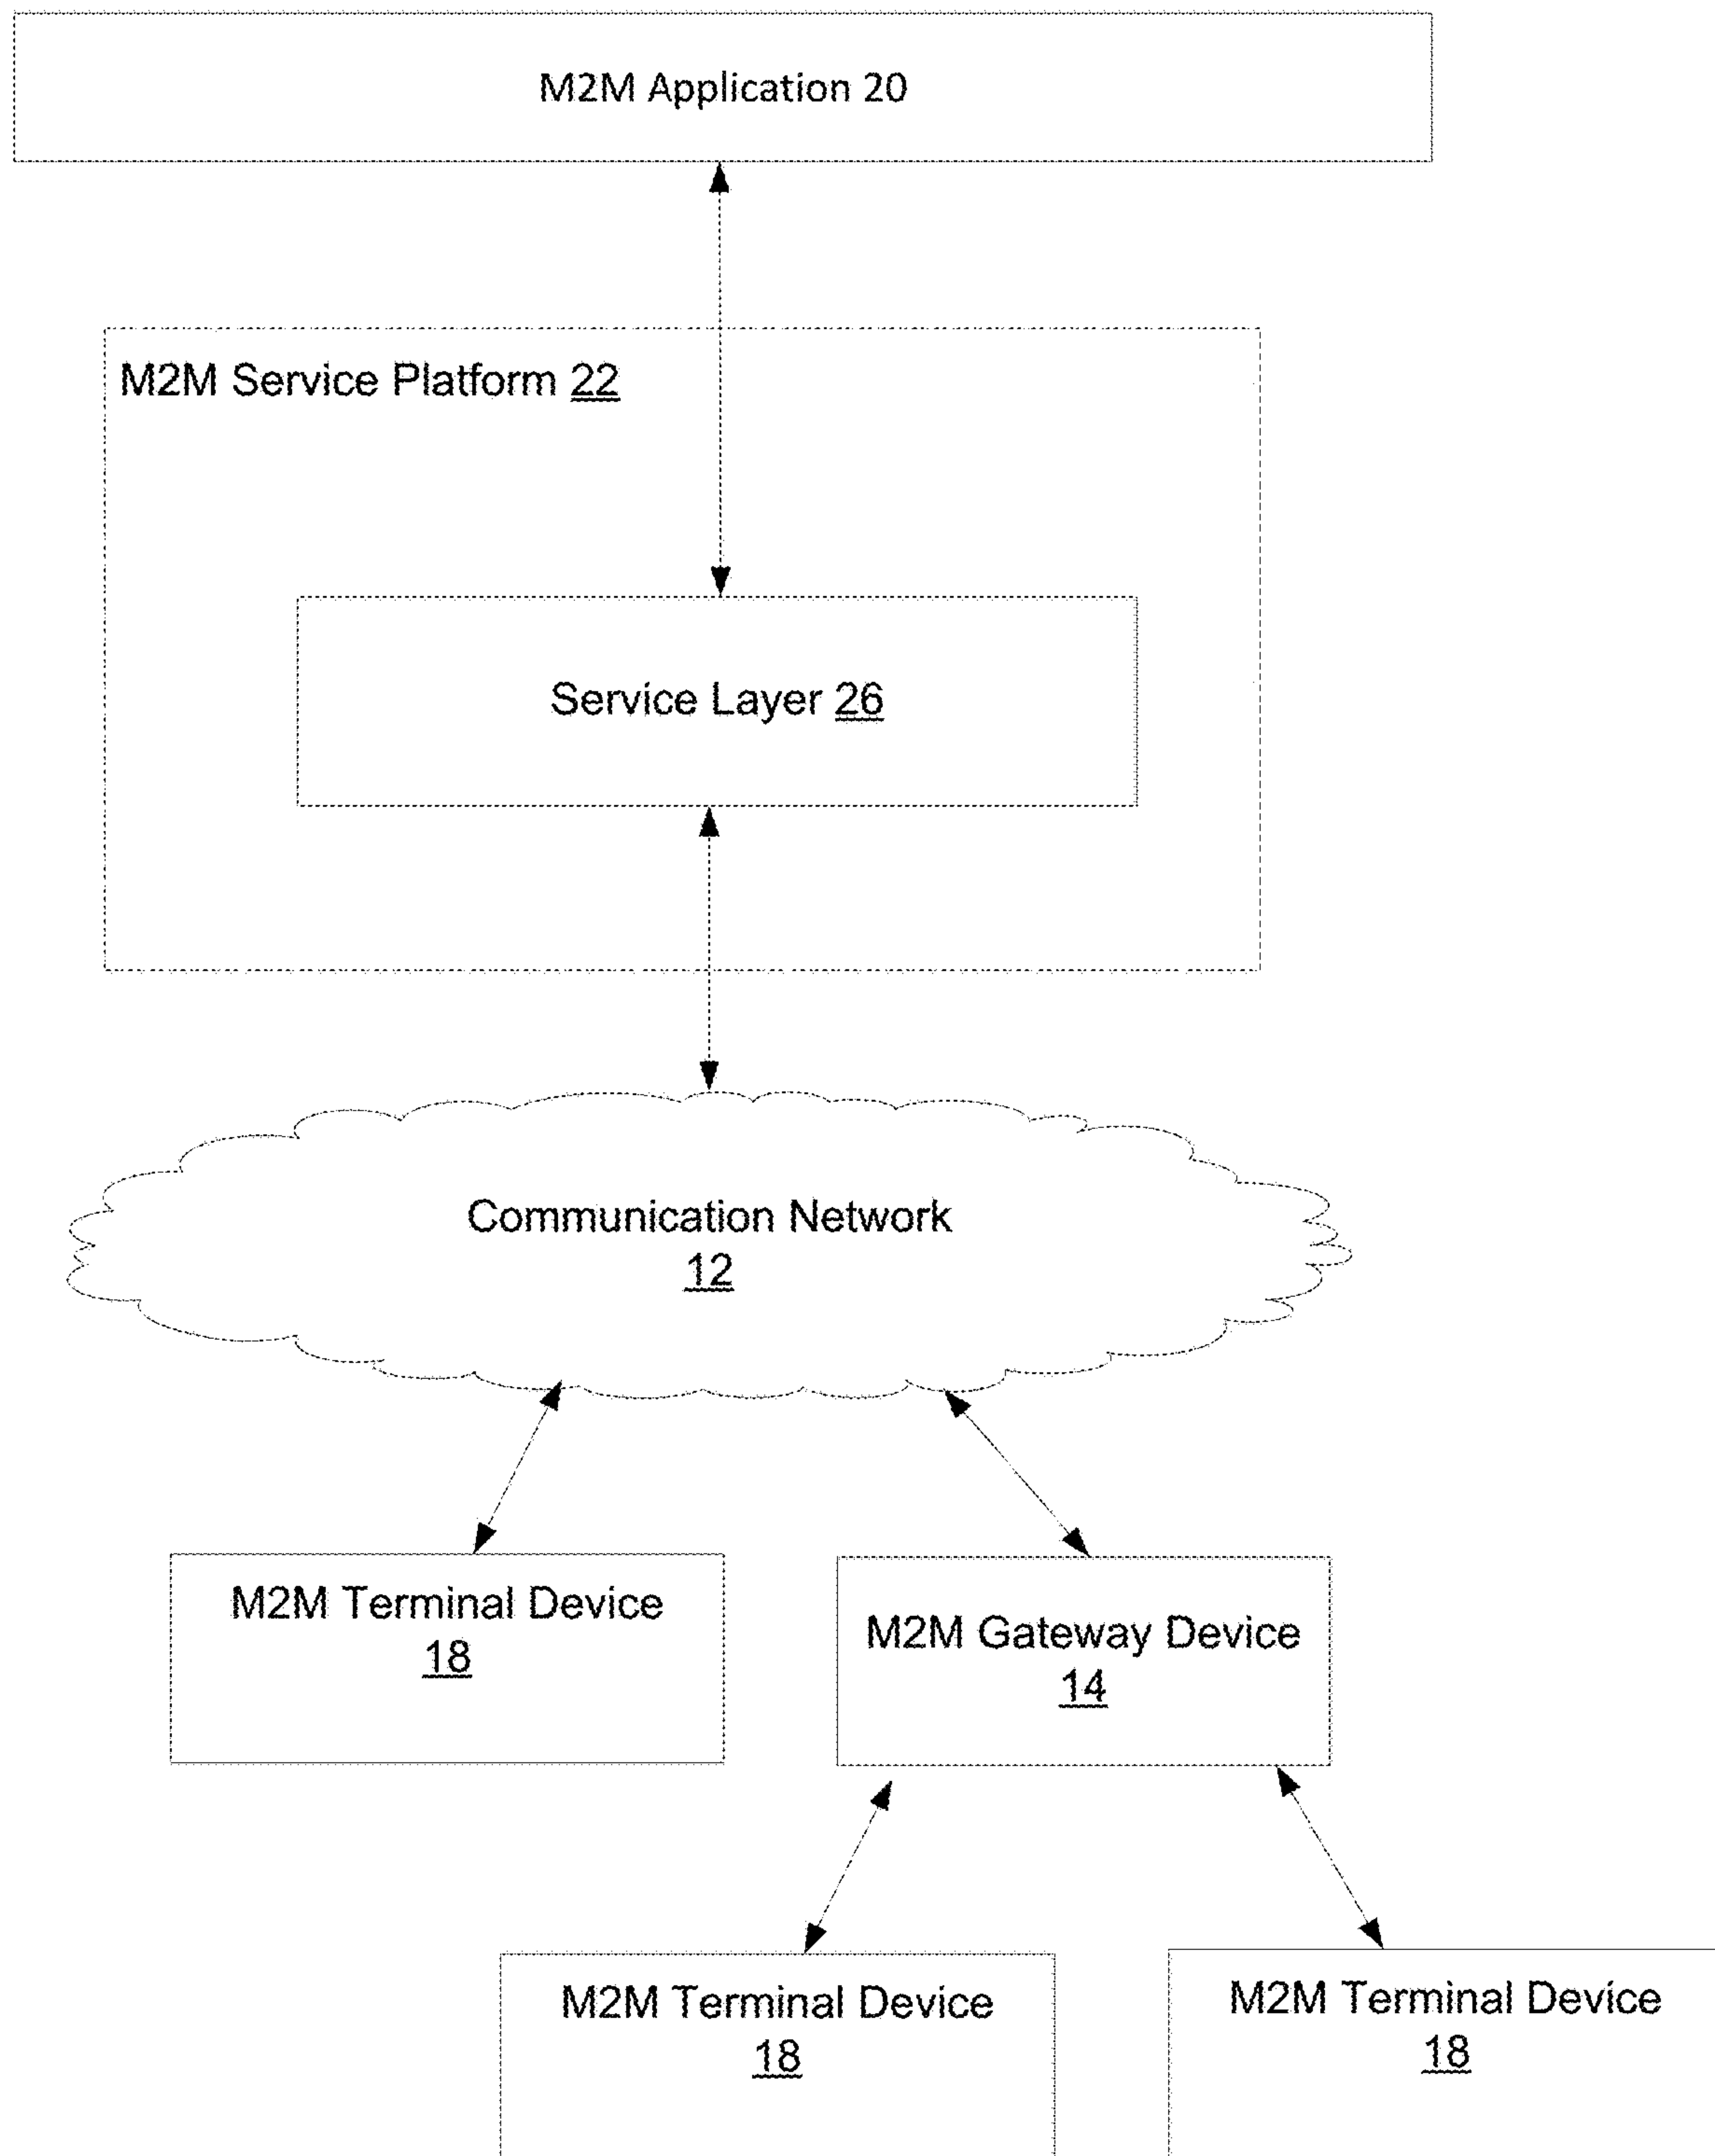 M2M Application 20
M2M Service Platform 22
Service Layer 26
Communication Network
12
M2M Terminal Device
18
M2M Gateway Device
14
M2M Terminal Device
18
M2M Terminal Device
18